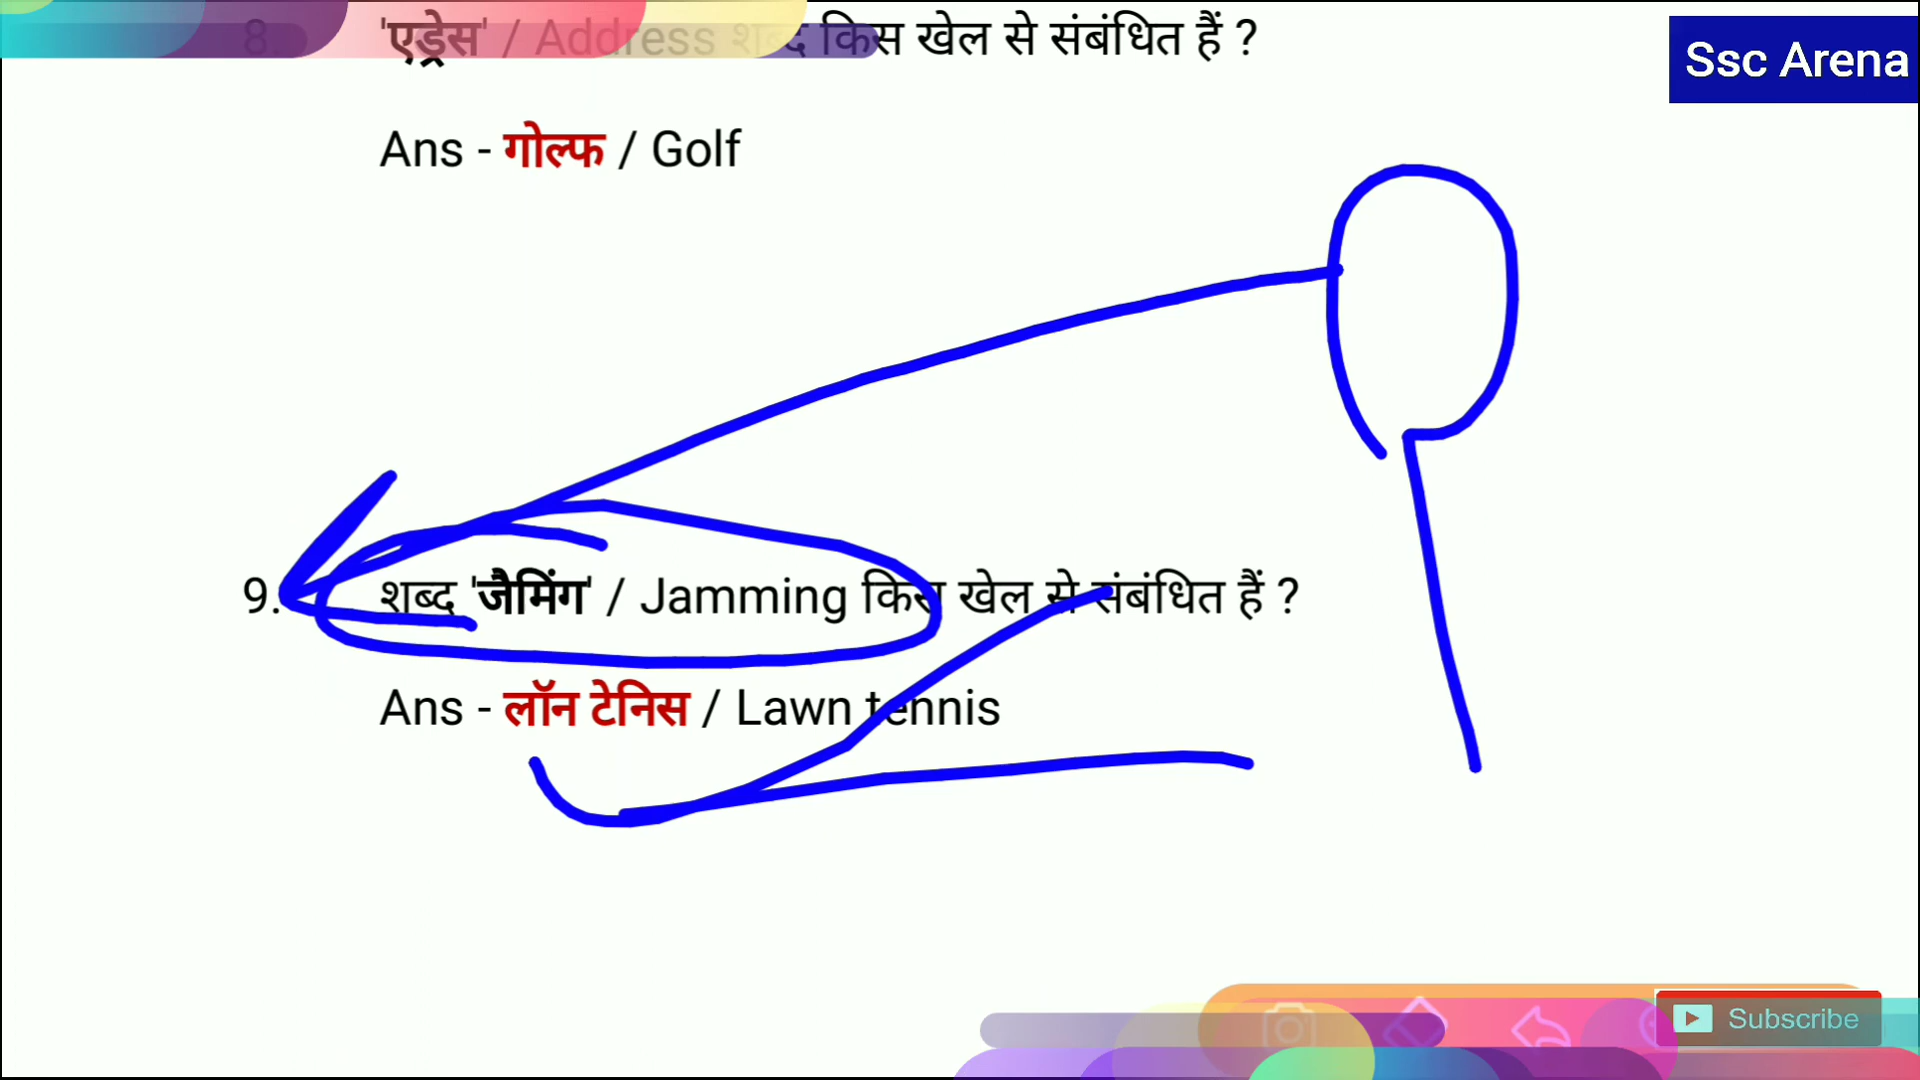 8. 'एड्रेस' / Address शब्द किस खेल से संबंधित हैं ?
Ssc Arena
Ans - गोल्फ / Golf
9. शब्द 'जैमिंग' / Jamming किस खेल से संबंधित हैं ?
Ans - लॉन टेनिस / Lawn tennis
Subscribe